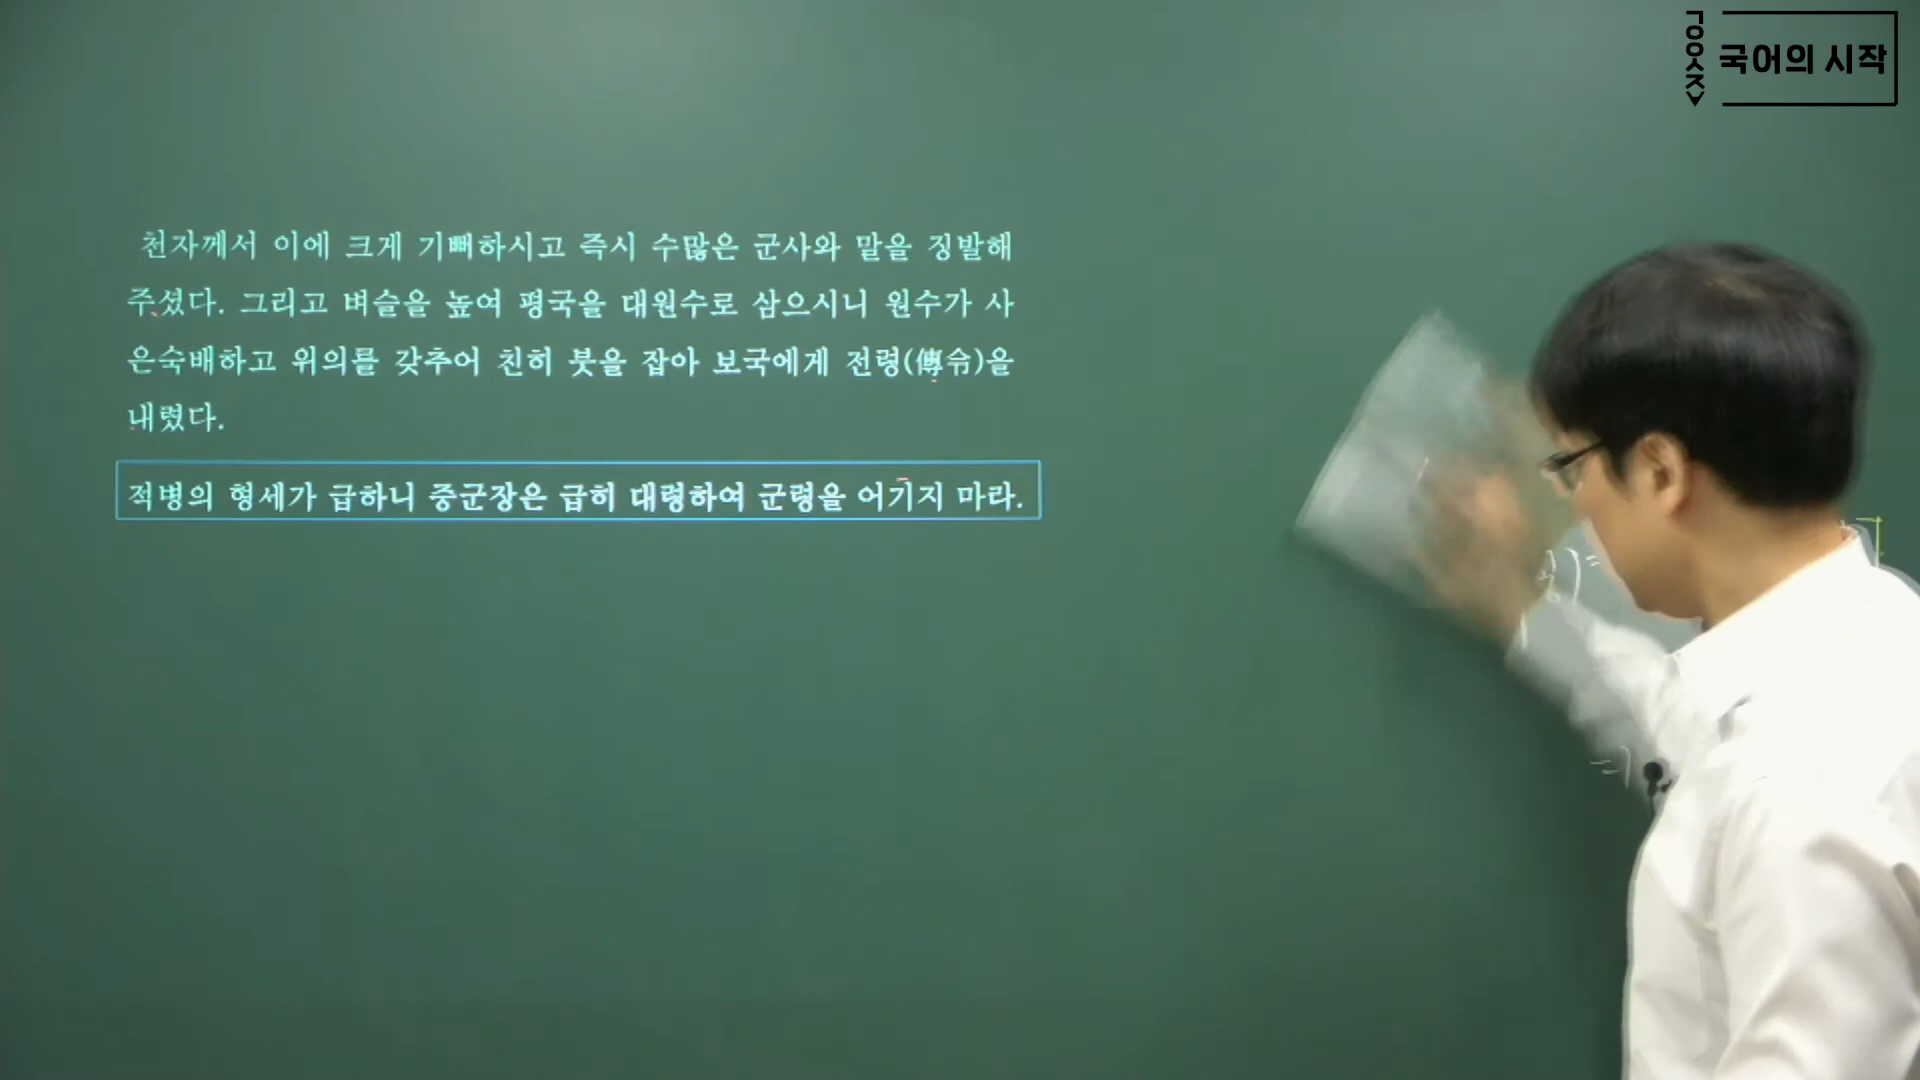 국어의 시작
천자께서 이에 크게 기뻐하시고 즉시 수많은 군사와 말을 징발해
주셨다. 그리고 벼슬을 높여 평국을 대원수로 삼으시니 원수가 사
은숙배하고 위의를 갖추어 친히 붓을 잡아 보국에게 전령(傳令)을
내렸다.
적병의 형세가 급하니 중군장은 급히 대령하여 군령을 어기지 마라.